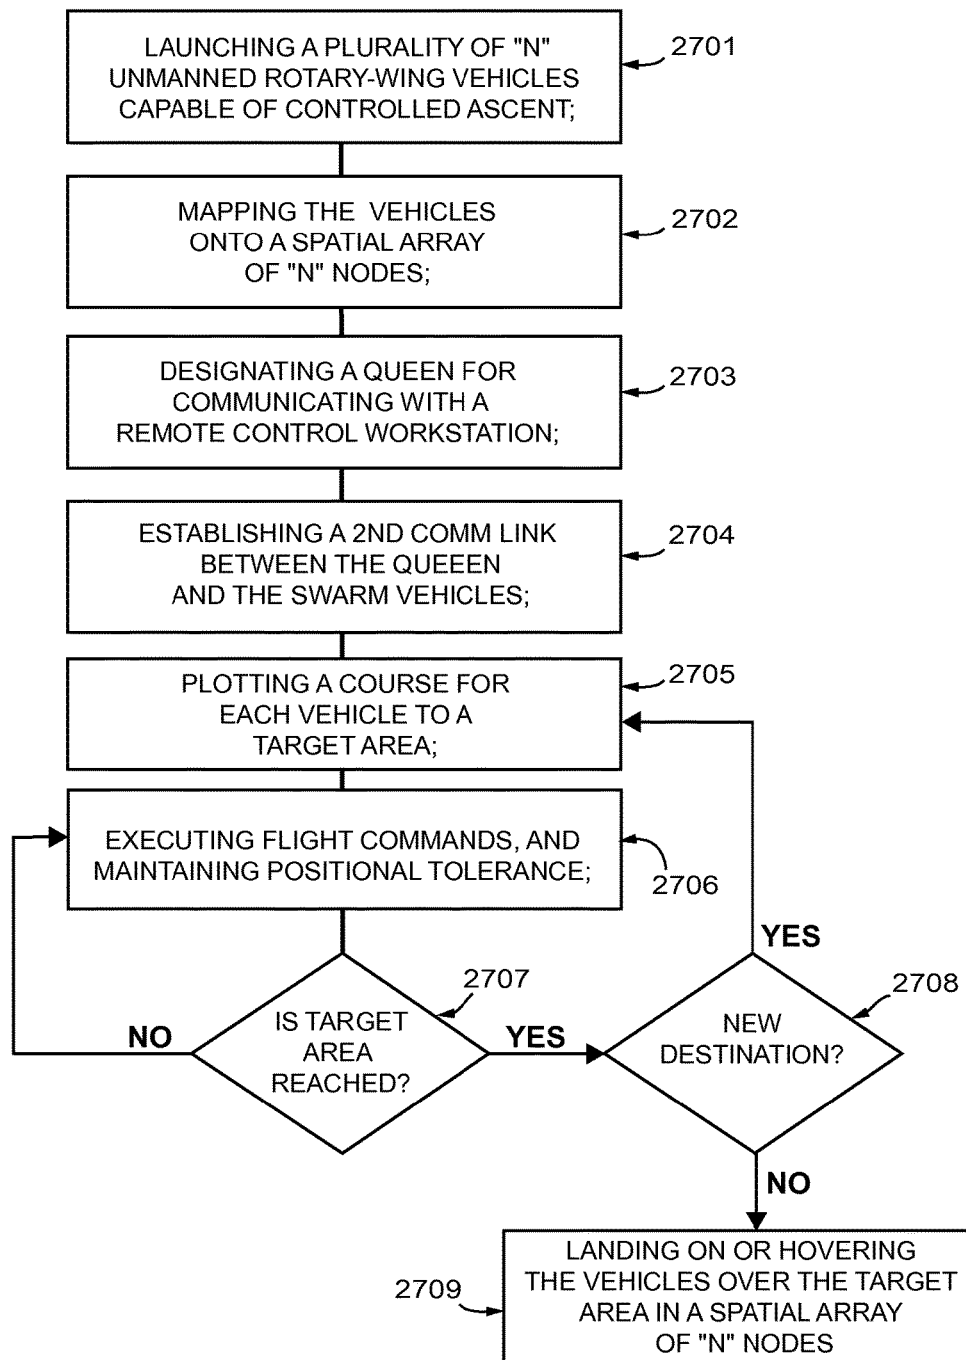 LAUNCHING A PLURALITY OF "N"
UNMANNED ROTARY-WING VEHICLES
CAPABLE OF CONTROLLED ASCENT;
2701
MAPPING THE VEHICLES
ONTO A SPATIAL ARRAY
OF "N" NODES;
2702
DESIGNATING A QUEEN FOR
COMMUNICATING WITH A
REMOTE CONTROL WORKSTATION;
2703
ESTABLISHING A 2ND COMM LINK
BETWEEN THE QUEEEN
AND THE SWARM VEHICLES;
2704
PLOTTING A COURSE FOR
EACH VEHICLE TO A
TARGET AREA;
2705
EXECUTING FLIGHT COMMANDS, AND
MAINTAINING POSITIONAL TOLERANCE;
2706
IS TARGET
AREA
REACHED?
2707
NO
YES
NEW
DESTINATION?
2708
YES
NO
LANDING ON OR HOVERING
THE VEHICLES OVER THE TARGET
AREA IN A SPATIAL ARRAY
OF "N" NODES
2709